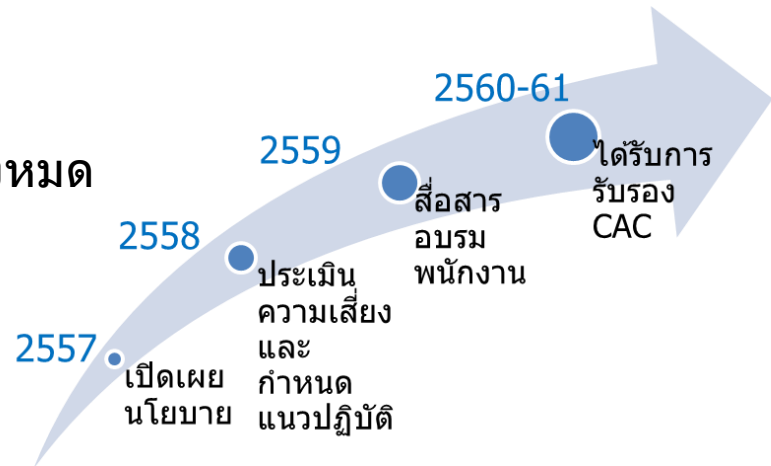 2560-61
ได้รับการ
รับรอง
CAC
2559
สื่อสาร
อบรม
พนักงาน
หมด
2558
ประเมิน
ความเสี่ยง
และ
กำหนด
แนวปฏิบัติ
2557
เปิดเผย
นโยบาย